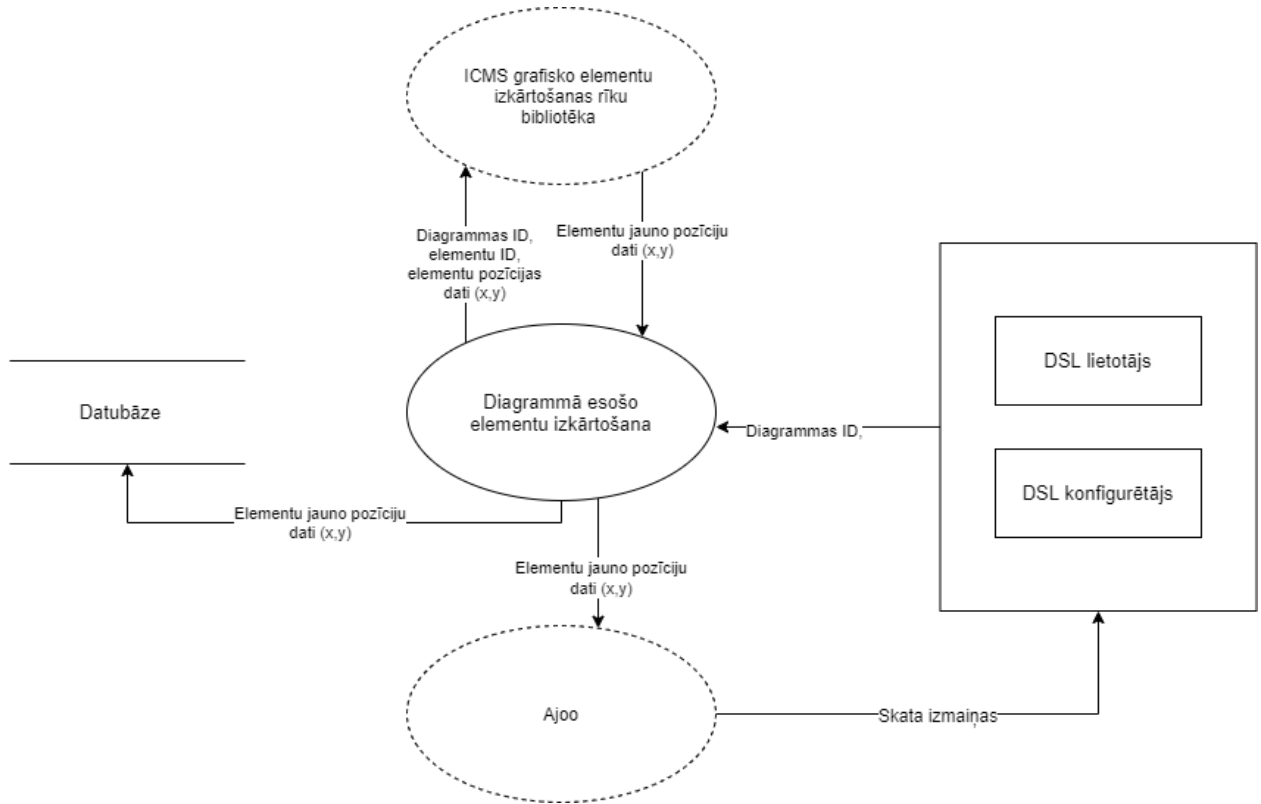 ICMS grafisko elementu
izkārtošanas rīku
bibliotēka
Diagrammas ID,
elementu ID,
elementu pozīcijas
dati (x,y)
Elementu jauno pozīciju
dati (x,y)
DSL lietotājs
Datubāze
Diagrammā esošo
elementu izkārtošana
Diagrammas ID,
DSL konfigurētājs
Elementu jauno pozīciju
dati (x,y)
Elementu jauno pozīciju
dati (x,y)
Ajoo
Skata izmaiņas